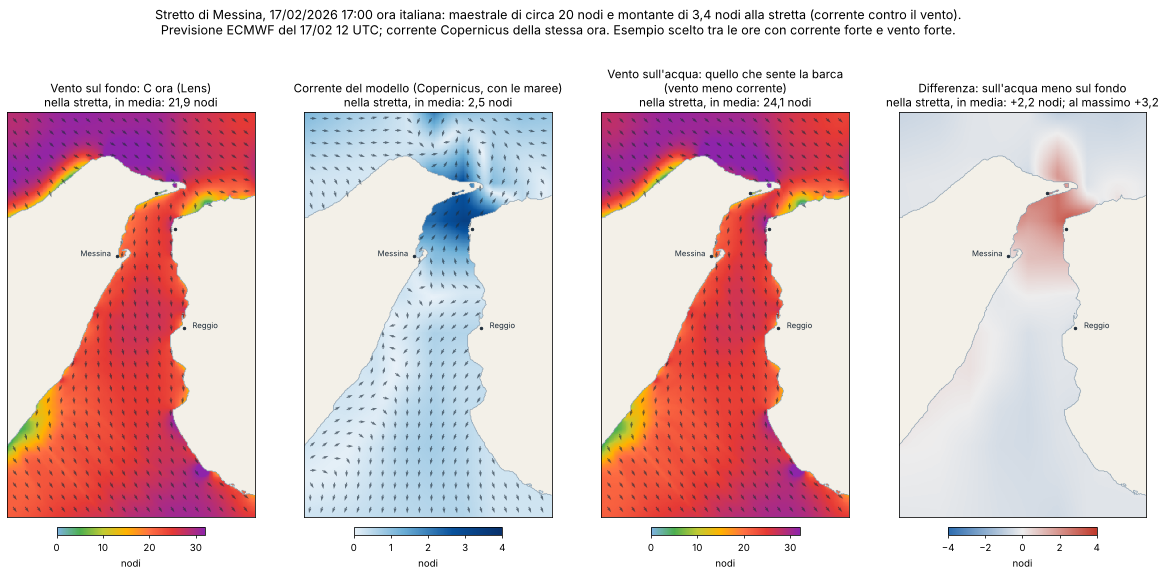 Stretto di Messina, 17/02/2026 17:00 ora italiana: maestrale di circa 20 nodi e montante di 3,4 nodi alla stretta (corrente contro il vento).
Previsione ECMWF del 17/02 12 UTC; corrente Copernicus della stessa ora. Esempio scelto tra le ore con corrente forte e vento forte.
Vento sul fondo: C ora (Lens)
nella stretta, in media: 21,9 nodi
Messina
Reggio
0 10 20 30
nodi
Corrente del modello (Copernicus, con le maree)
nella stretta, in media: 2,5 nodi
Messina
Reggio
0 1 2 3 4
nodi
Vento sull'acqua: quello che sente la barca
(vento meno corrente)
nella stretta, in media: 24,1 nodi
Messina
Reggio
0 10 20 30
nodi
Differenza: sull'acqua meno sul fondo
nella stretta, in media: +2,2 nodi; al massimo +3,2
Messina
Reggio
−4 −2 0 2 4
nodi